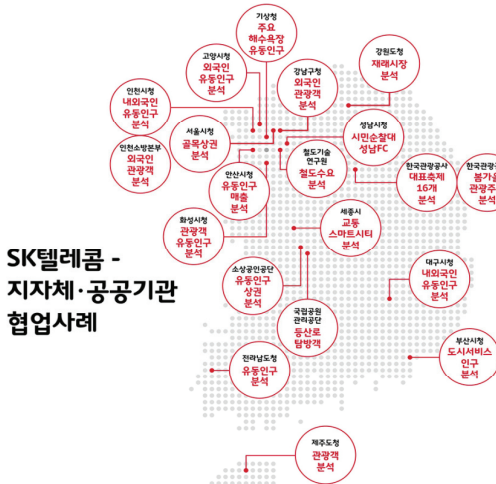 기상청
주요
해수욕장
유동인구
고양시청
외국인
유동인구
분석
강원도청
재래시장
분석
강남구청
외국인
관광객
분석
인천시청
내외국인
유동인구
분석
서울시청
골목상권
분석
성남시청
시민순찰대
성남FC
인천소방본부
외국인
관광객
분석
철도기술
연구원
철도수요
분석
안산시청
유동인구
매출
분석
한국관광공사
대표축제
16개
분석
한국관광공
봄가을
관광주
분석
화성시청
관광객
유동인구
분석
세종시
교통
스마트시티
분석
SK텔레콤 -
지자체·공공기관
협업사례
소상공인공단
유동인구
상권
분석
대구시청
내외국인
유동인구
분석
국립공원
관리공단
등산로
탐방객
부산시청
도시서비스
인구
분석
전라남도청
유동인구
분석
제주도청
관광객
분석